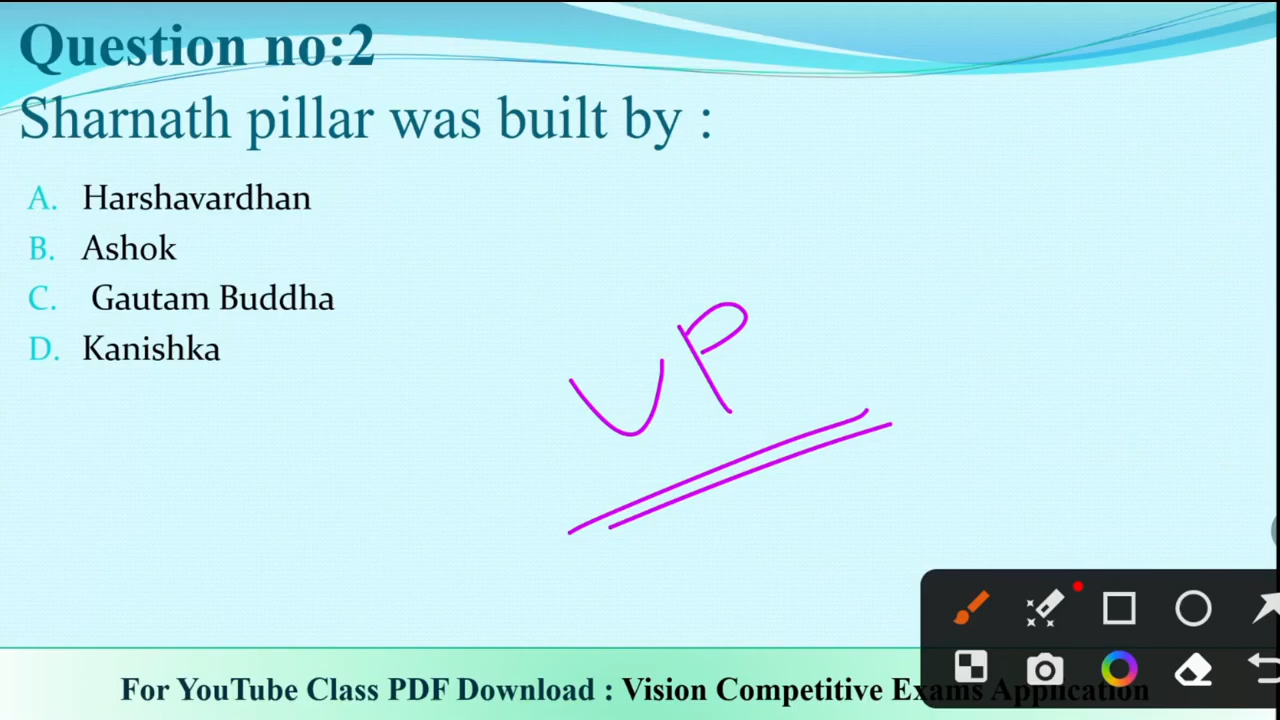 Question no:2
Sharnath pillar was built by :
A. Harshavardhan
B. Ashok
C. Gautam Buddha
D. Kanishka
UP
For YouTube Class PDF Download : Vision Competitive Exams Application